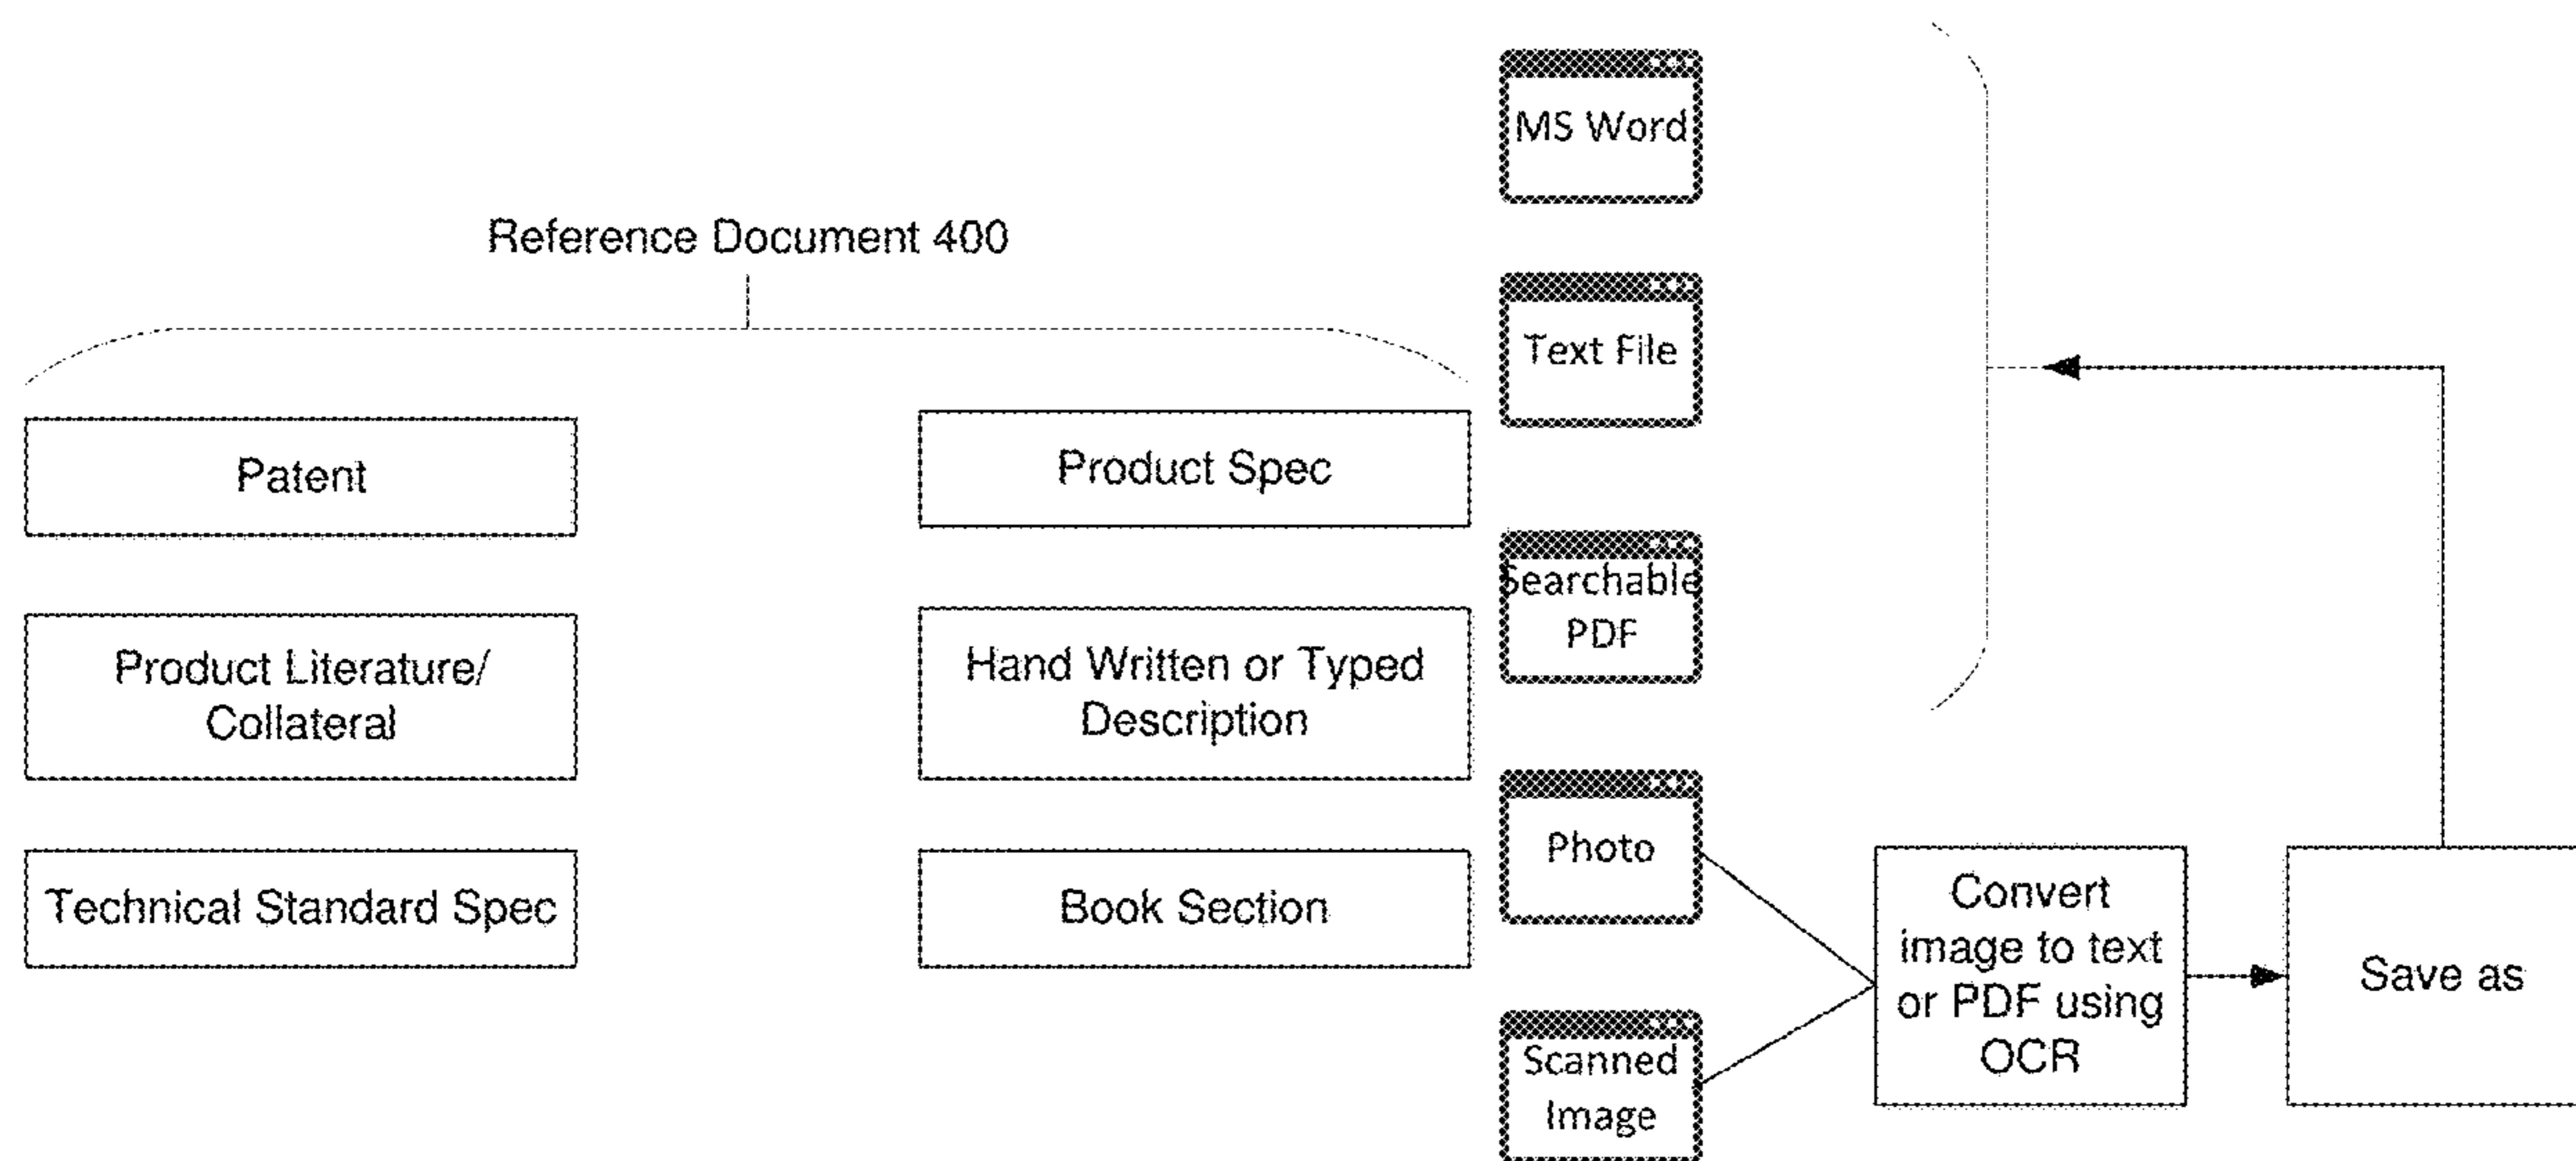 Reference Document 400
Patent
Product Spec
Product Literature/
Collateral
Hand Written or Typed
Description
Technical Standard Spec
Book Section
MS Word
Text File
Searchable
PDF
Photo
Scanned
Image
Convert
image to text
or PDF using
OCR
Save as